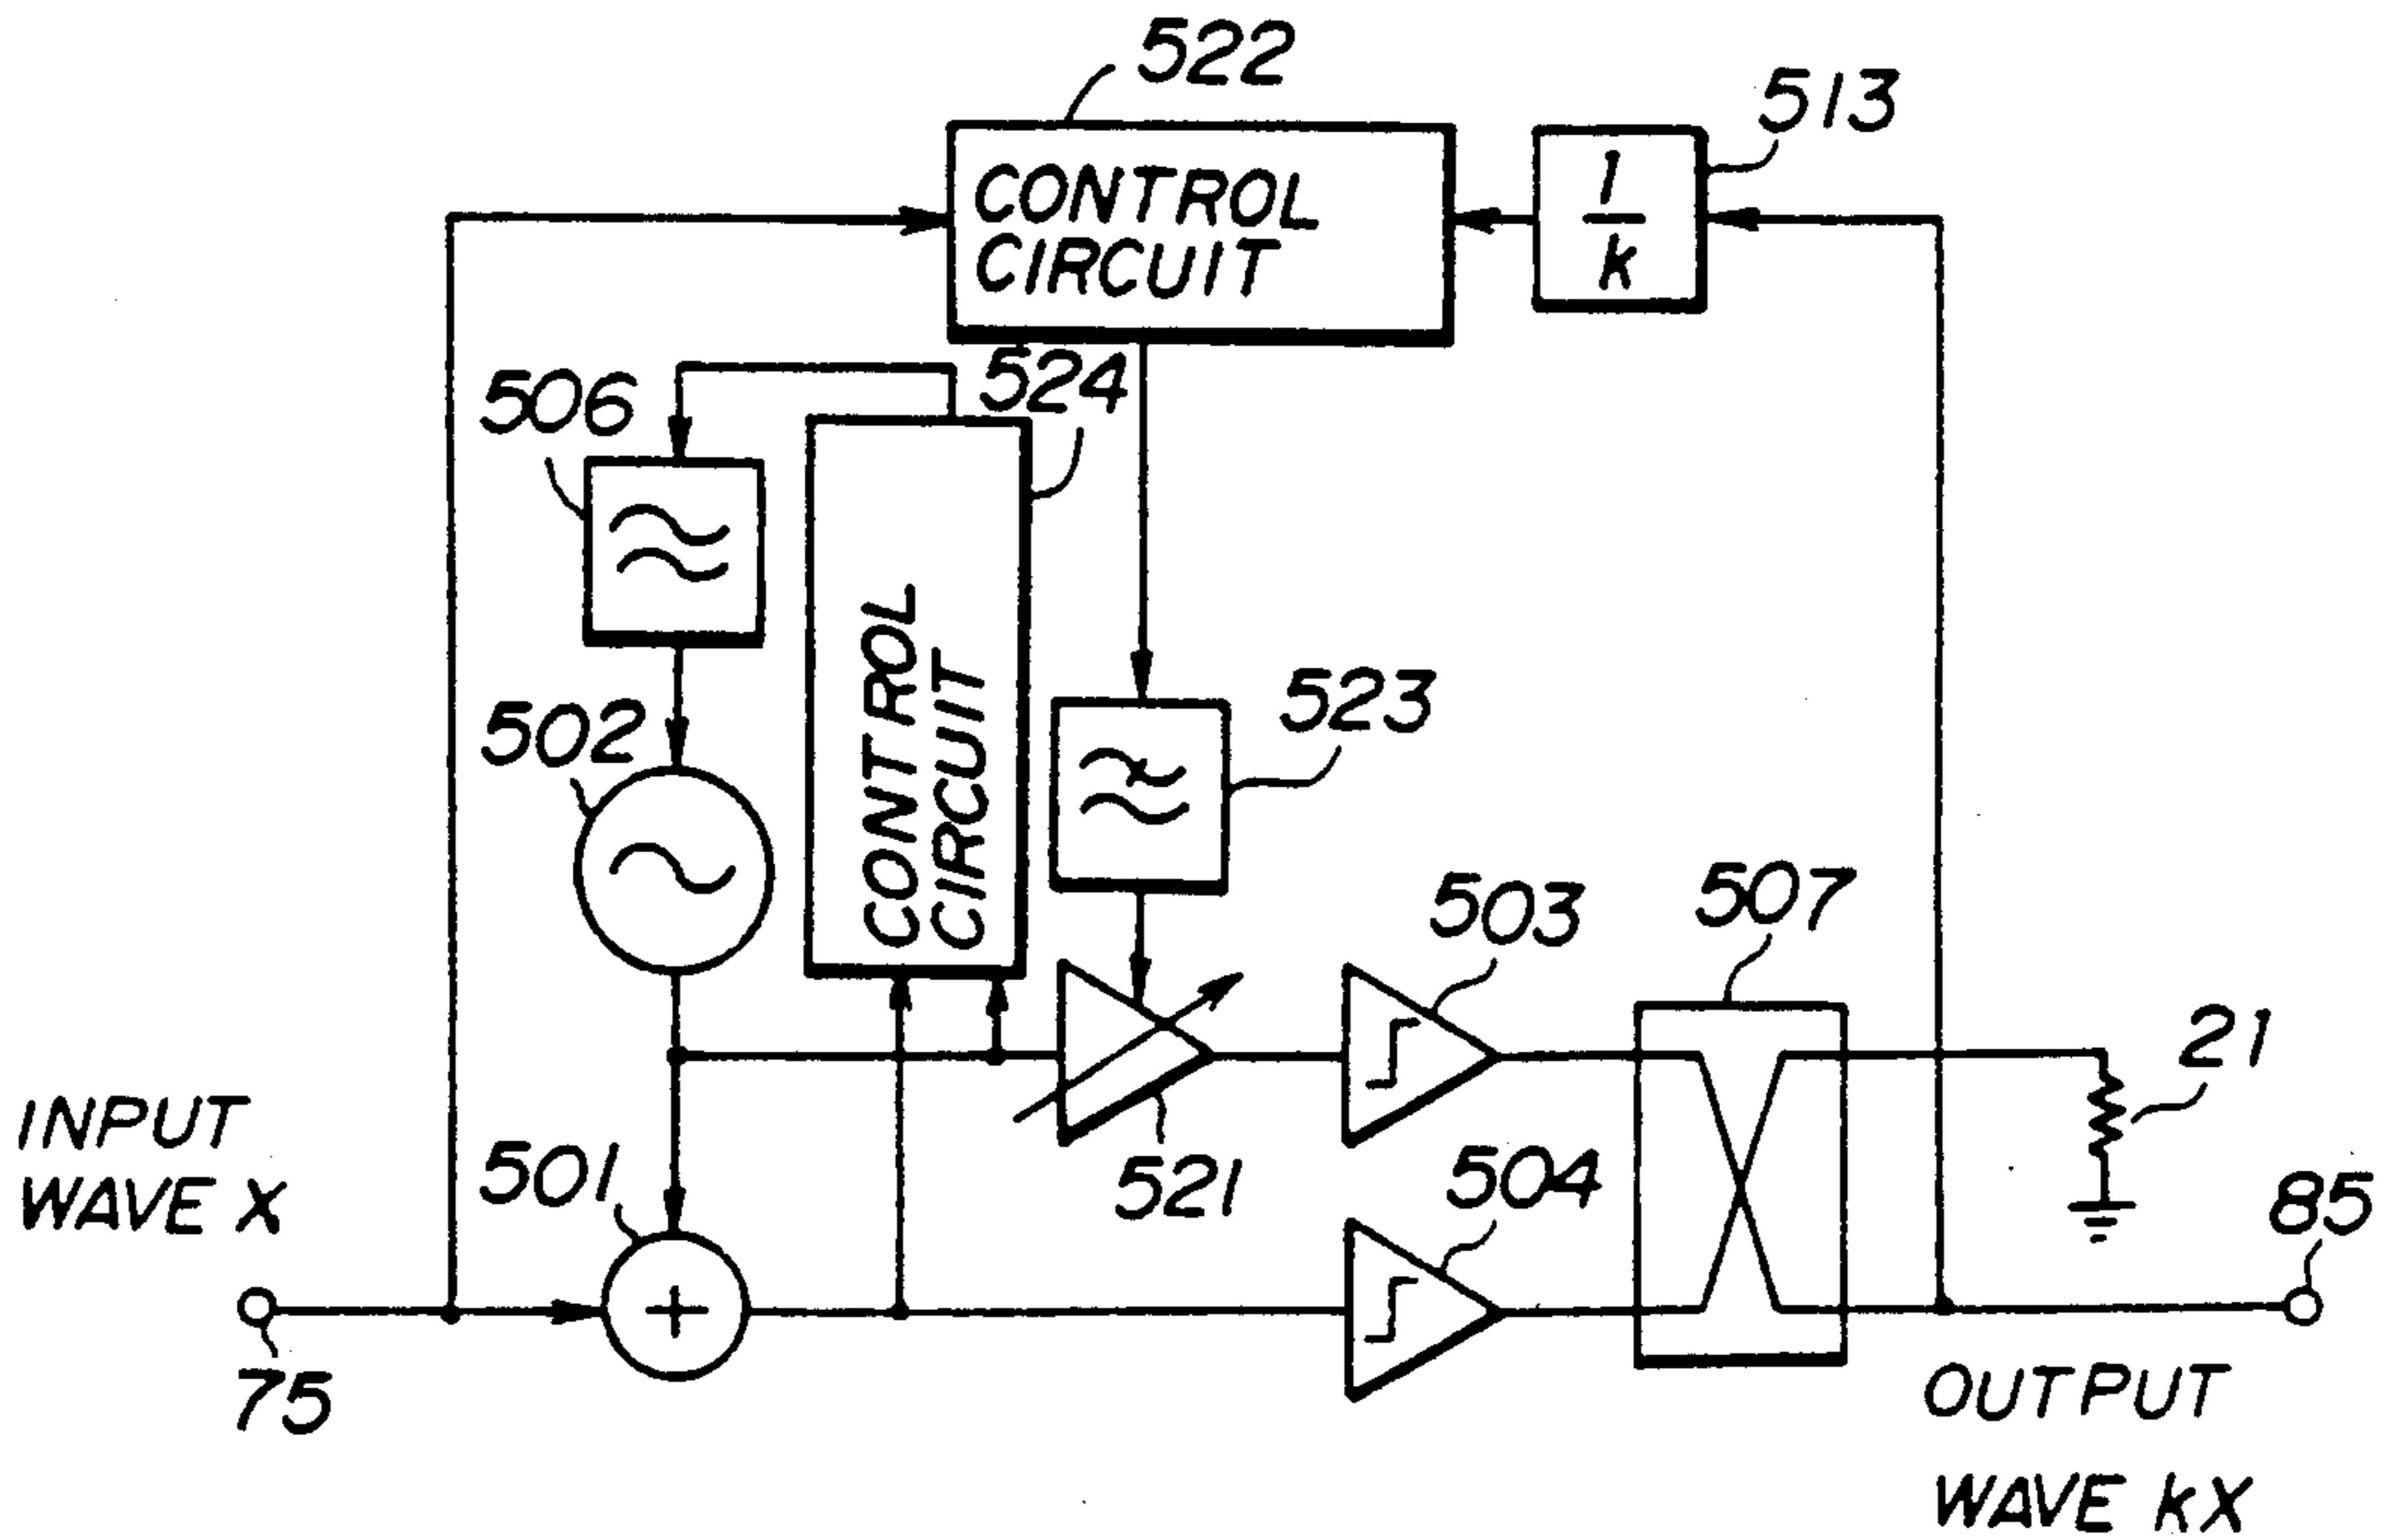 522
513
CONTROL
CIRCUIT
1
k
524
506
CONTROL
CIRCUIT
523
502
503
507
21
INPUT
WAVE X
501
521
504
85
75
OUTPUT
WAVE kX